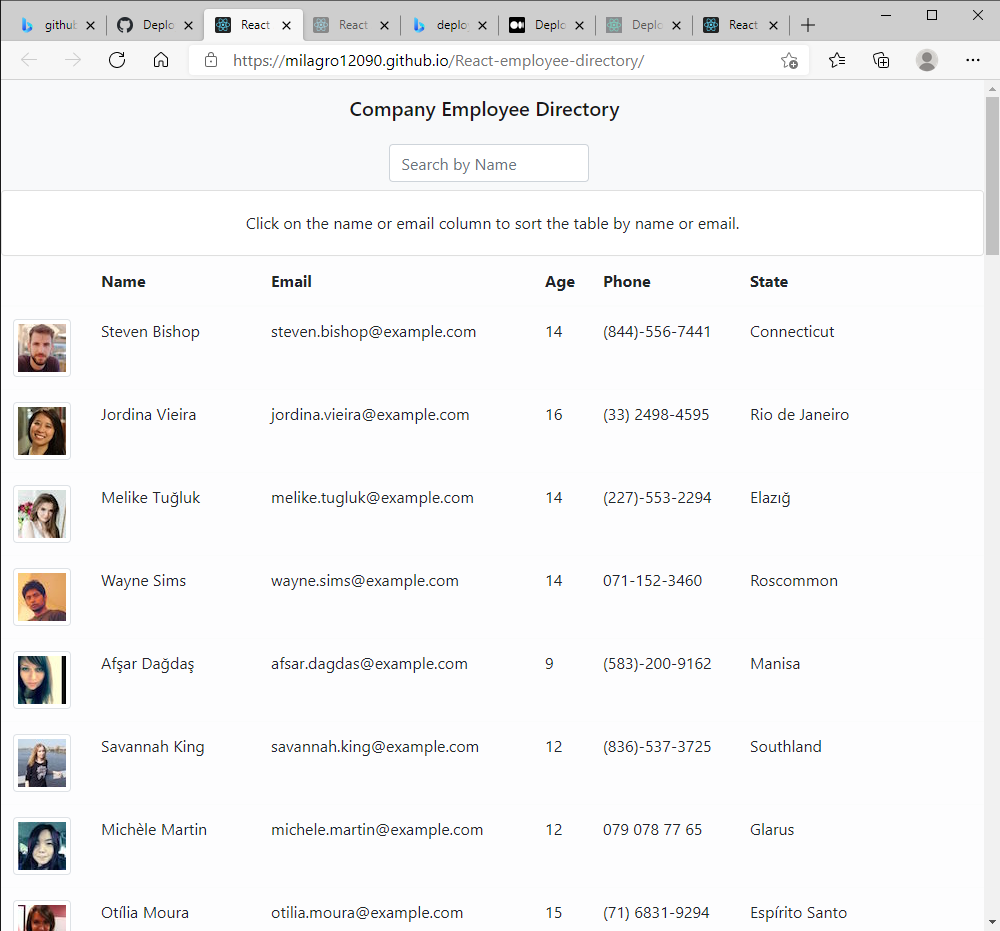 github Deplo React React deplo Deplo Deplo React
https://milagro12090.github.io/React-employee-directory/
Company Employee Directory
Search by Name
Click on the name or email column to sort the table by name or email.
Name Email Age Phone State
Steven Bishop steven.bishop@example.com 14 (844)-556-7441 Connecticut
Jordina Vieira jordina.vieira@example.com 16 (33) 2498-4595 Rio de Janeiro
Melike Tuğluk melike.tugluk@example.com 14 (227)-553-2294 Elazığ
Wayne Sims wayne.sims@example.com 14 071-152-3460 Roscommon
Afşar Dağdaş afsar.dagdas@example.com 9 (583)-200-9162 Manisa
Savannah King savannah.king@example.com 12 (836)-537-3725 Southland
Michèle Martin michele.martin@example.com 12 079 078 77 65 Glarus
Otília Moura otilia.moura@example.com 15 (71) 6831-9294 Espírito Santo